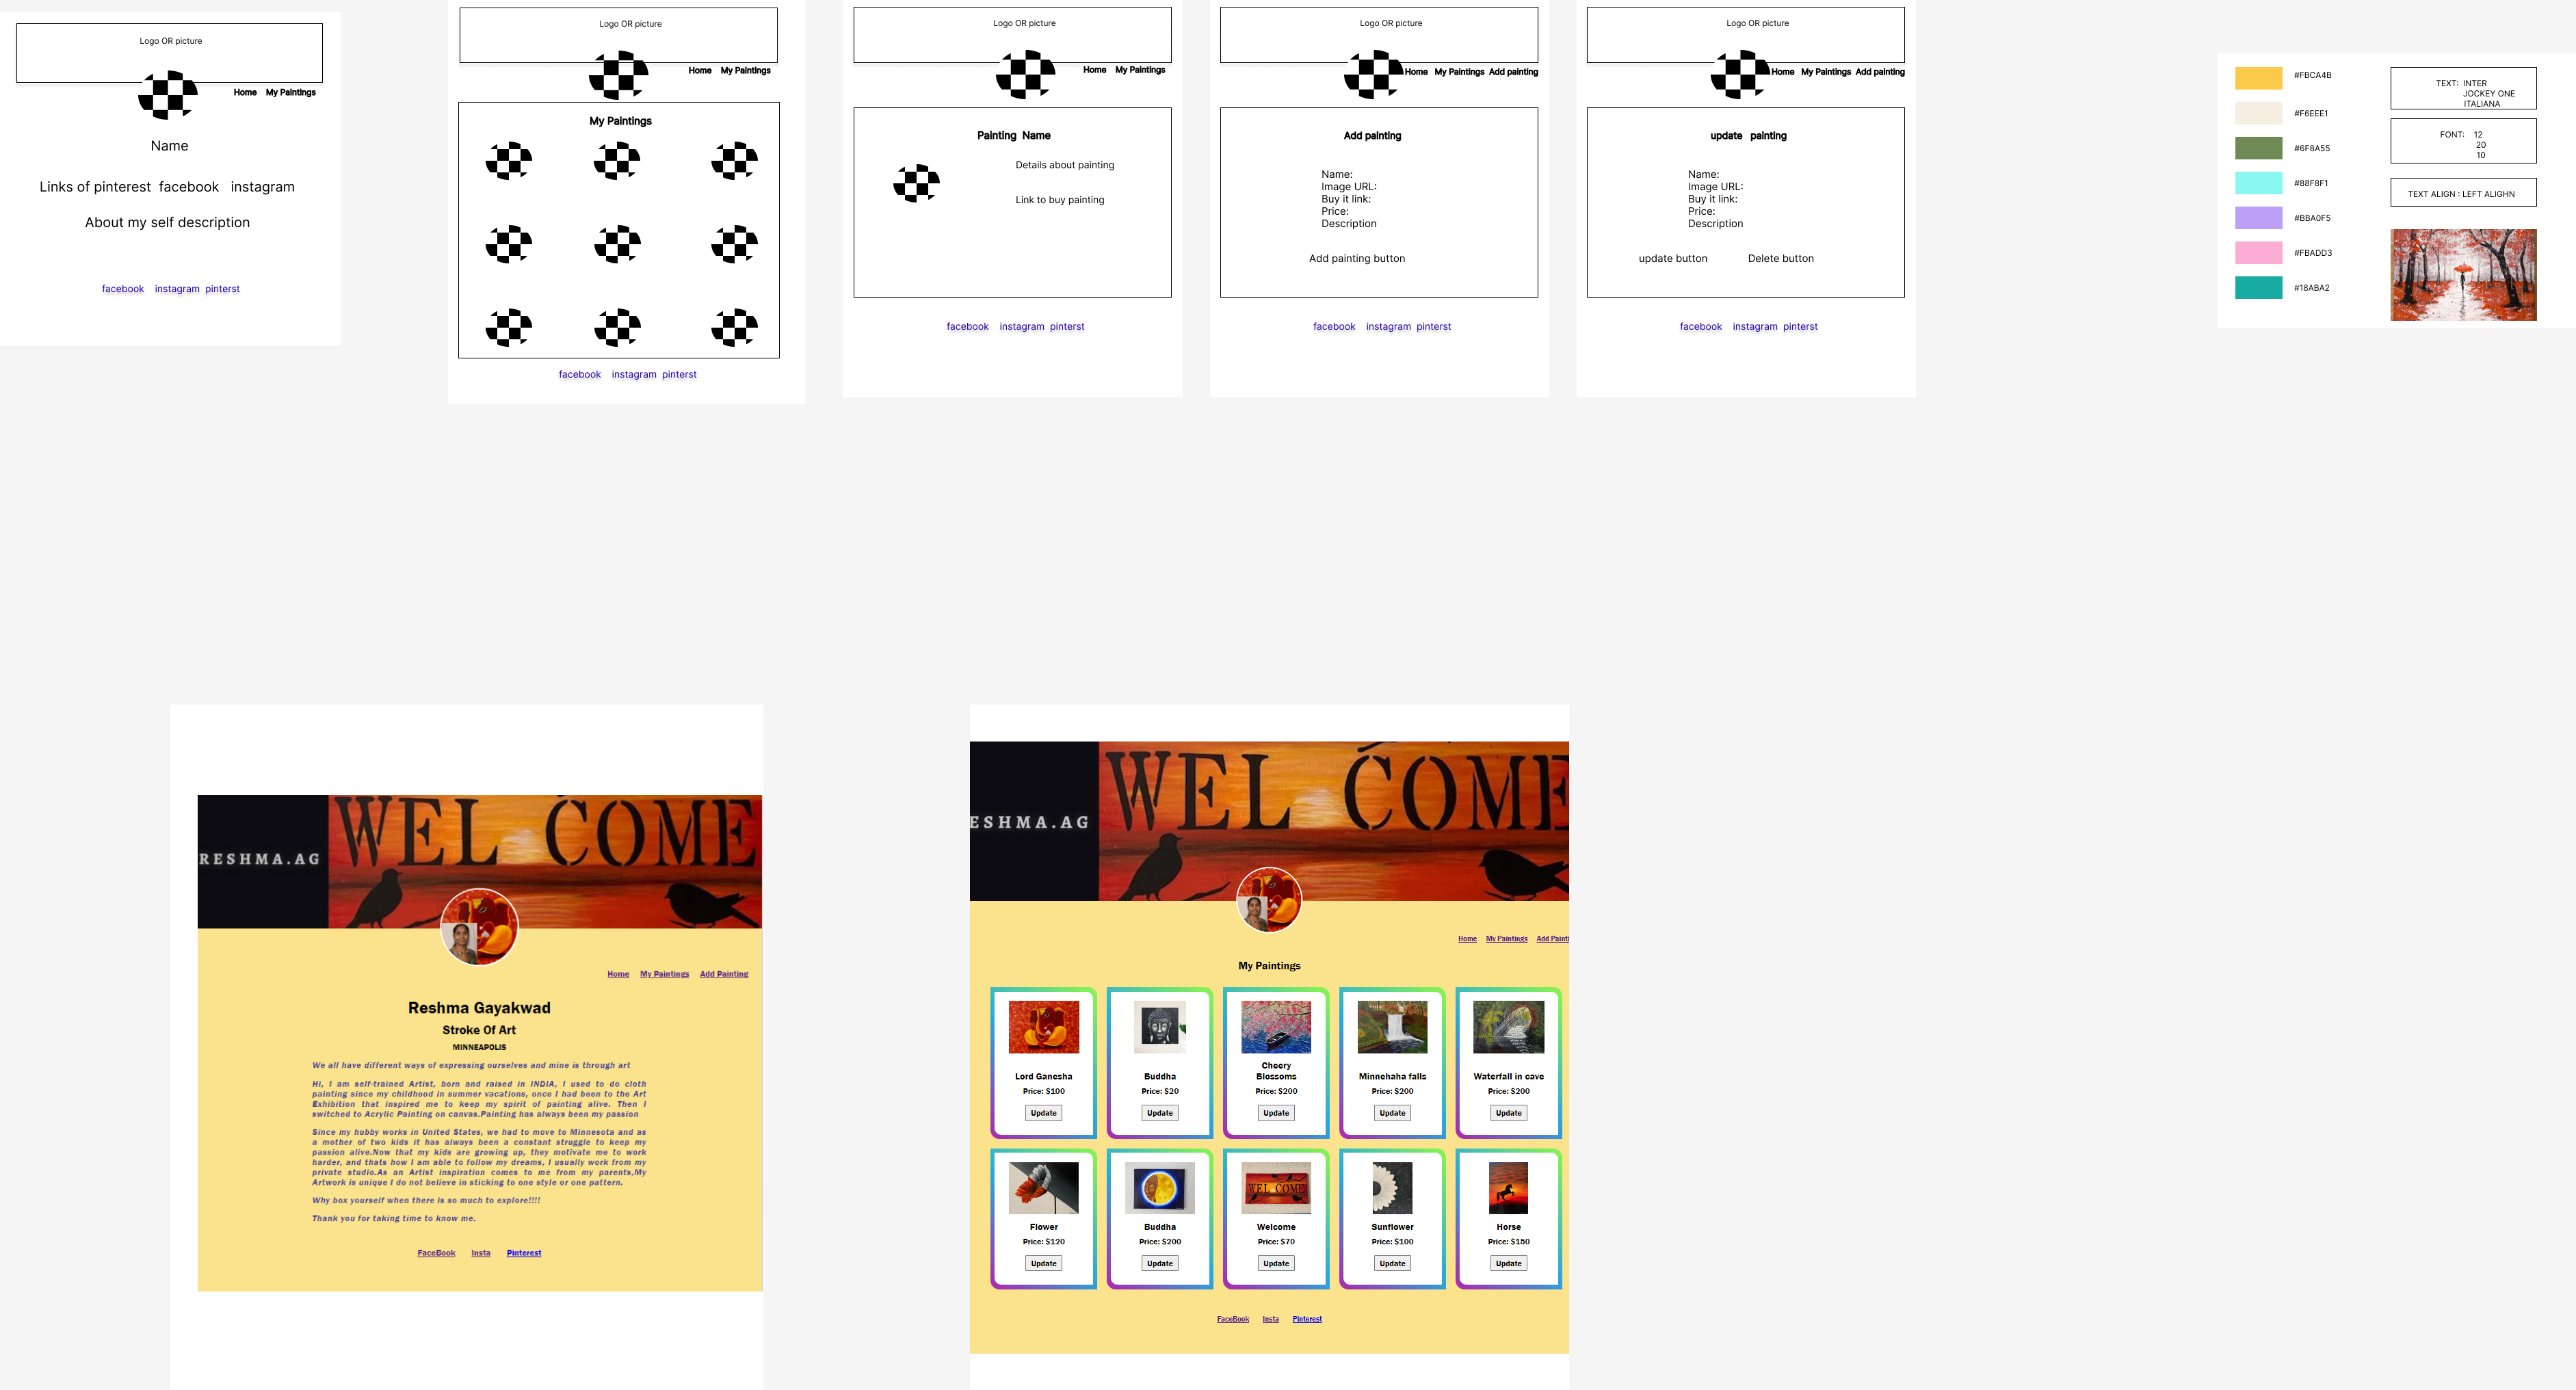 Logo OR picture
Home My Paintings
Name
Links of pinterest facebook instagram
About my self description
facebook instagram pinterst
Logo OR picture
Home My Paintings
My Paintings
facebook instagram pinterst
Logo OR picture
Home My Paintings
Painting Name
Details about painting
Link to buy painting
facebook instagram pinterst
Logo OR picture
Home My Paintings Add painting
Add painting
Name:
Image URL:
Buy it link:
Price:
Description
Add painting button
facebook instagram pinterst
Logo OR picture
Home My Paintings Add painting
update painting
Name:
Image URL:
Buy it link:
Price:
Description
update button Delete button
facebook instagram pinterst
#FBCA4B
#F6EEE1
#6F8A55
#88F8F1
#BBA0F5
#FBADD3
#18ABA2
TEXT: INTER
JOCKEY ONE
ITALIANA
FONT: 12
20
10
TEXT ALIGN : LEFT ALIGHN
RESHMA.AG
WEL COME
Home My Paintings Add Painting
Reshma Gayakwad
Stroke Of Art
MINNEAPOLIS
We all have different ways of expressing ourselves and mine is through art
Hi, I am self-trained Artist, born and raised in INDIA, I used to do cloth
painting since my childhood in summer vacations, once I had been to the Art
Exhibition that inspired me to keep my spirit of painting alive. Then I
switched to Acrylic Painting on canvas.Painting has always been my passion
Since my hubby works in United States, we had to move to Minnesota and as
a mother of two kids it has always been a constant struggle to keep my
passion alive.Now that my kids are growing up, they motivate me to work
harder, and thats how I am able to follow my dreams, I usually work from my
private studio.As an Artist inspiration comes to me from my parents,My
Artwork is unique I do not believe in sticking to one style or one pattern.
Why box yourself when there is so much to explore!!!!
Thank you for taking time to know me.
FaceBook Insta Pinterest
ESHMA.AG
WEL COME
Home My Paintings Add Painti
My Paintings
Lord Ganesha
Price: $100
Update
Buddha
Price: $20
Update
Cheery
Blossoms
Price: $200
Update
Minnehaha falls
Price: $200
Update
Waterfall in cave
Price: $200
Update
Flower
Price: $120
Update
Buddha
Price: $200
Update
WEL COME
Welcome
Price: $70
Update
Sunflower
Price: $100
Update
Horse
Price: $150
Update
FaceBook Insta Pinterest